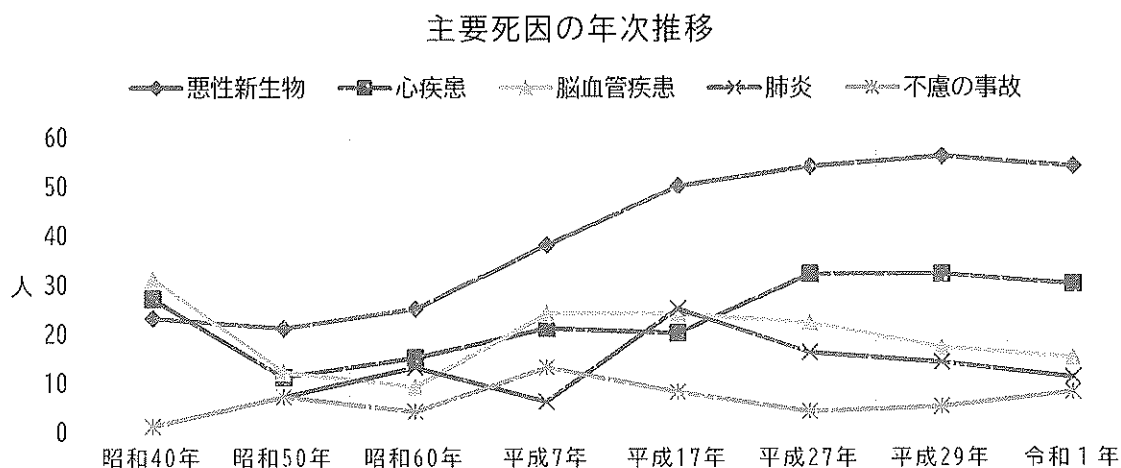 主要死因の年次推移
悪性新生物 心疾患 脳血管疾患 肺炎 不慮の事故
60
50
40
人 30
20
10
0
昭和40年 昭和50年 昭和60年 平成7年 平成17年 平成27年 平成29年 令和1年